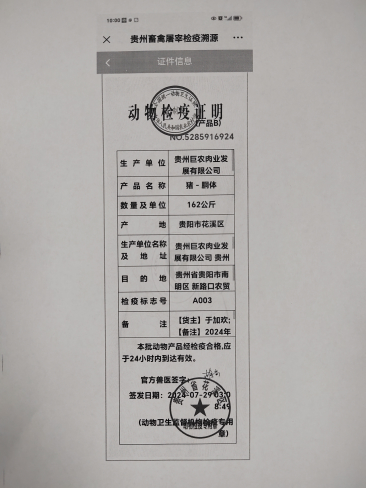 10:00
贵州畜禽屠宰检疫溯源
证件信息
动物检疫证明
(产品B)
NO.5285916924
生产单位 贵州巨农肉业发
展有限公司
产品名称 猪-胴体
数量及单位 162公斤
产地 贵阳市花溪区
生产单位名称 贵州巨农肉业发
及地址 展有限公司 贵州
目的地 贵州省贵阳市南
明区 新路口农贸
检疫标志号 A003
备注 【货主】于加欢;
【备注】2024年
本批动物产品经检疫合格,应
于24小时内到达有效。
官方兽医签字:
签发日期: 2024-07-29 03:0
8:49
(动物卫生监督机构检疫专用
章)